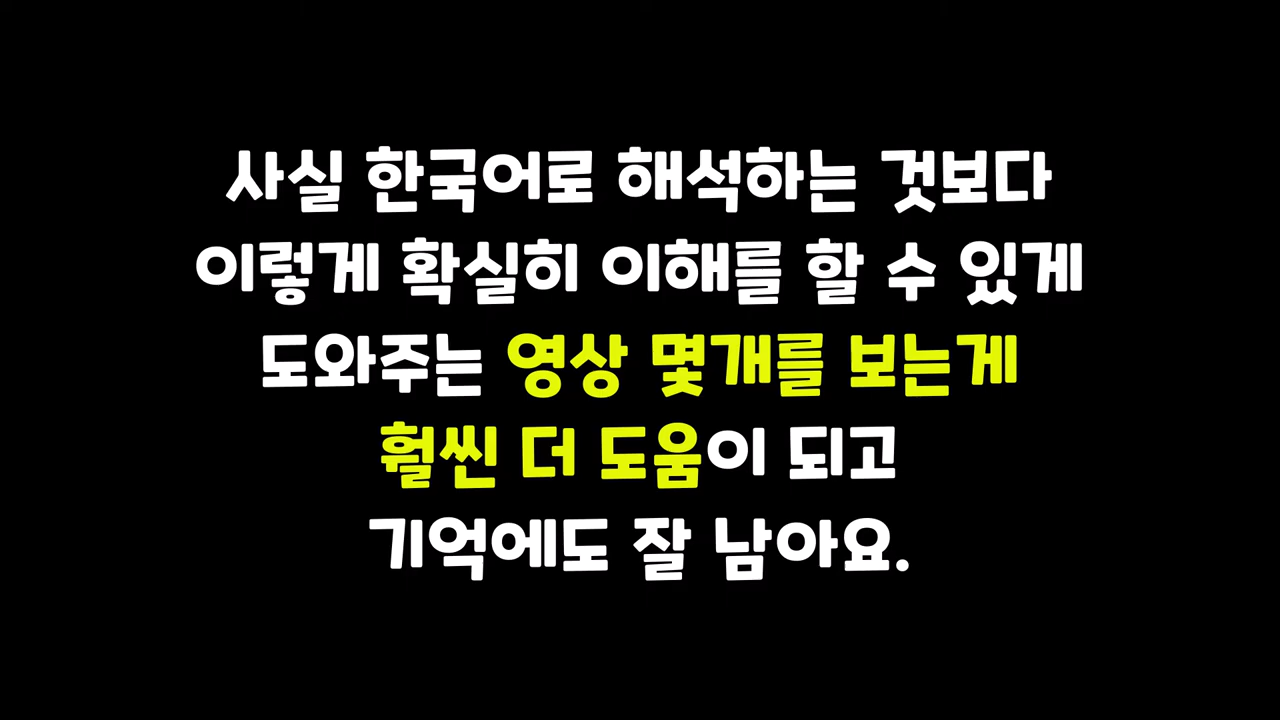 사실 한국어로 해석하는 것보다
이렇게 확실히 이해를 할 수 있게
도와주는 영상 몇개를 보는게
훨씬 더 도움이 되고
기억에도 잘 남아요.